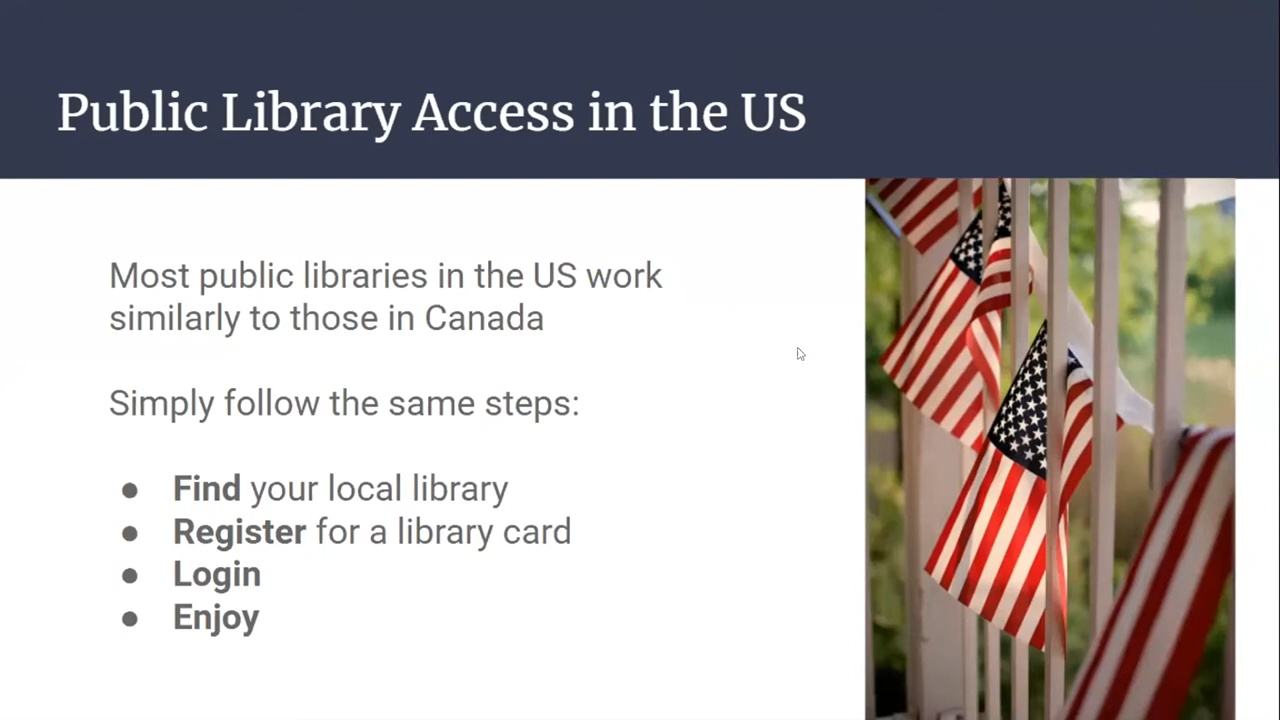 Public Library Access in the US
Most public libraries in the US work
similarly to those in Canada
Simply follow the same steps:
● Find your local library
● Register for a library card
● Login
● Enjoy